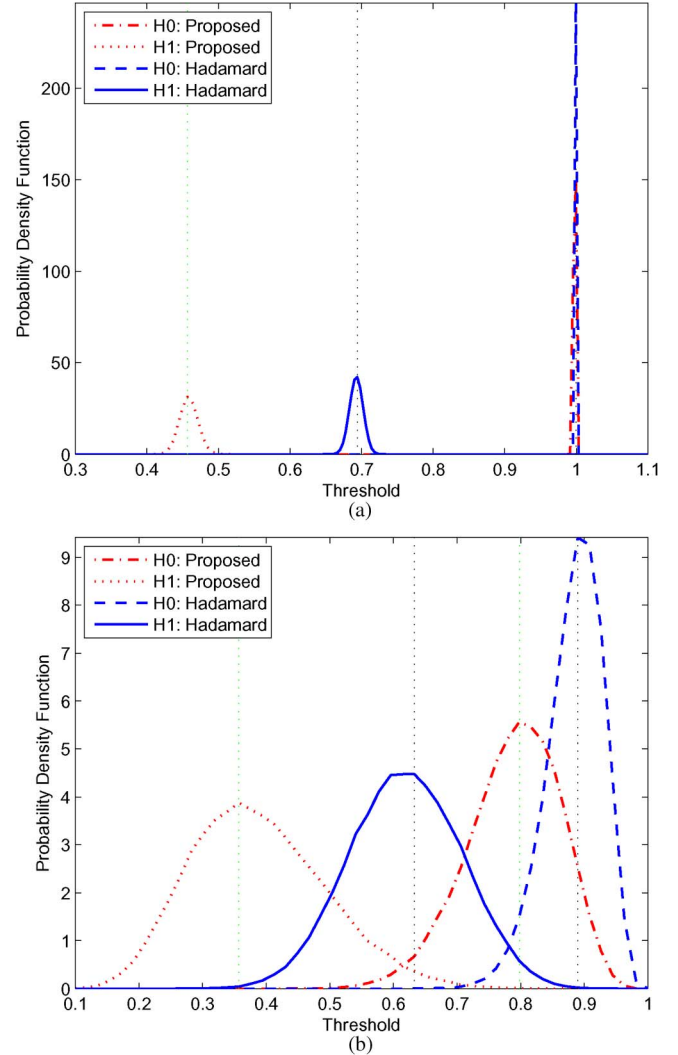 H0: Proposed
H1: Proposed
H0: Hadamard
H1: Hadamard
200
150
100
50
0
Probability Density Function
0.3 0.4 0.5 0.6 0.7 0.8 0.9 1 1.1
Threshold
(a)
H0: Proposed
H1: Proposed
H0: Hadamard
H1: Hadamard
9
8
7
6
5
4
3
2
1
0
Probability Density Function
0.1 0.2 0.3 0.4 0.5 0.6 0.7 0.8 0.9 1
Threshold
(b)